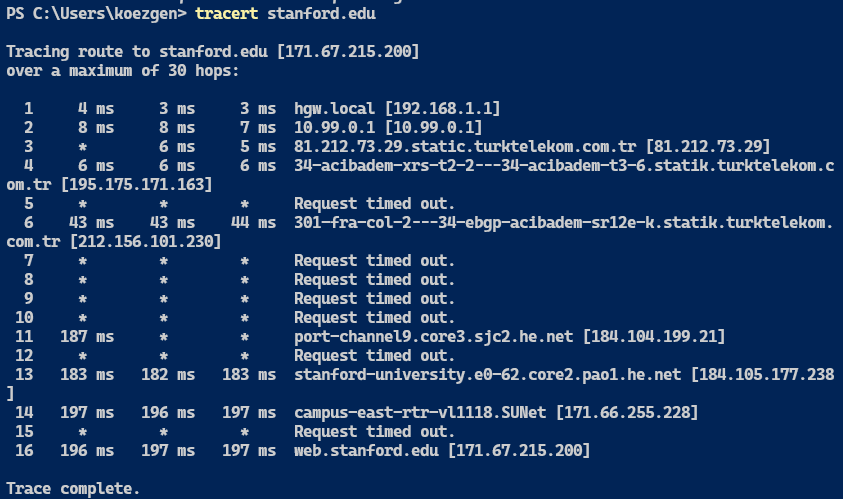 PS C:\Users\koezgen> tracert stanford.edu
Tracing route to stanford.edu [171.67.215.200]
over a maximum of 30 hops:
1 4 ms 3 ms 3 ms hgw.local [192.168.1.1]
2 8 ms 8 ms 7 ms 10.99.0.1 [10.99.0.1]
3 * 6 ms 5 ms 81.212.73.29.static.turktelekom.com.tr [81.212.73.29]
4 6 ms 6 ms 6 ms 34-acibadem-xrs-t2-2---34-acibadem-t3-6.statik.turktelekom.c
om.tr [195.175.171.163]
5 * * * Request timed out.
6 43 ms 43 ms 44 ms 301-fra-col-2---34-ebgp-acibadem-sr12e-k.statik.turktelekom.
com.tr [212.156.101.230]
7 * * * Request timed out.
8 * * * Request timed out.
9 * * * Request timed out.
10 * * * Request timed out.
11 187 ms * * port-channel9.core3.sjc2.he.net [184.104.199.21]
12 * * * Request timed out.
13 183 ms 182 ms 183 ms stanford-university.e0-62.core2.pao1.he.net [184.105.177.238
]
14 197 ms 196 ms 197 ms campus-east-rtr-vl1118.SUNet [171.66.255.228]
15 * * * Request timed out.
16 196 ms 197 ms 197 ms web.stanford.edu [171.67.215.200]
Trace complete.